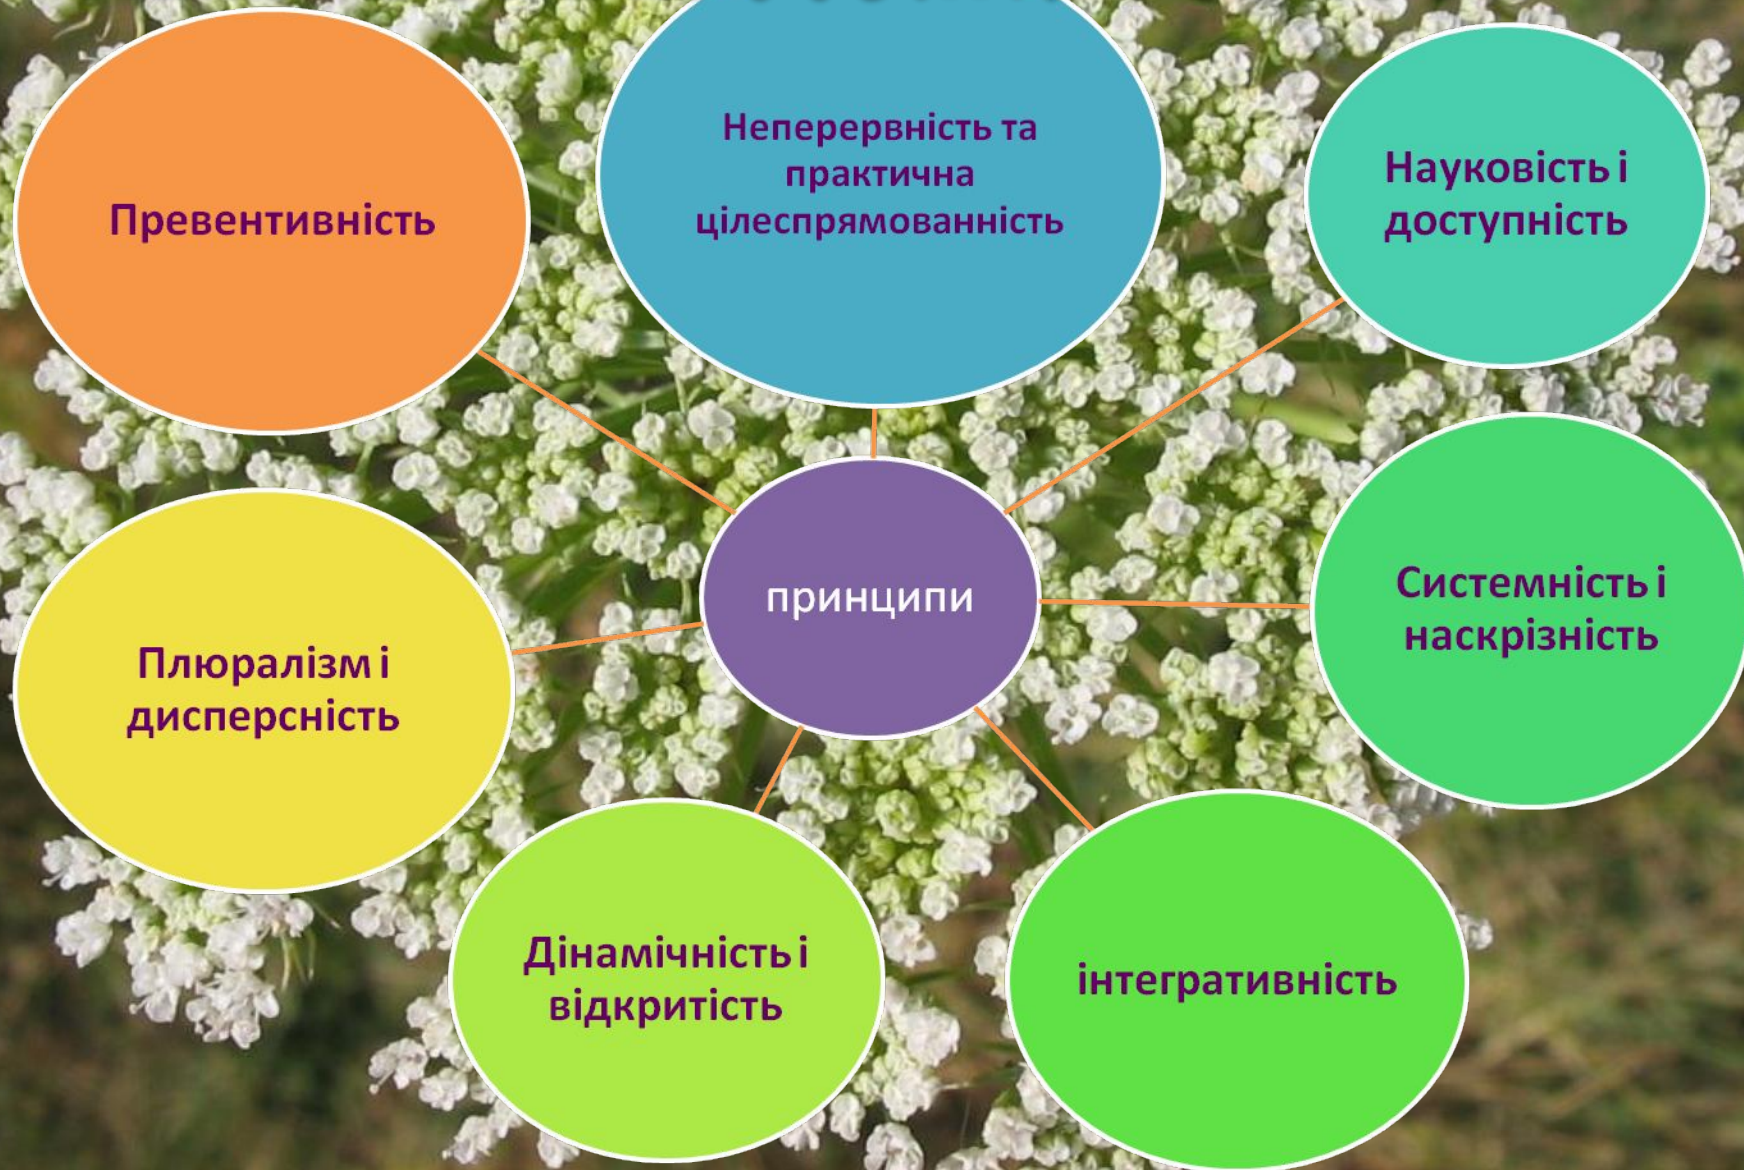 Превентивність
Неперервність та
практична
цілеспрямованність
Науковість і
доступність
принципи
Системність і
наскрізність
Плюралізм і
дисперсність
Дінамічність і
відкритість
інтегративність